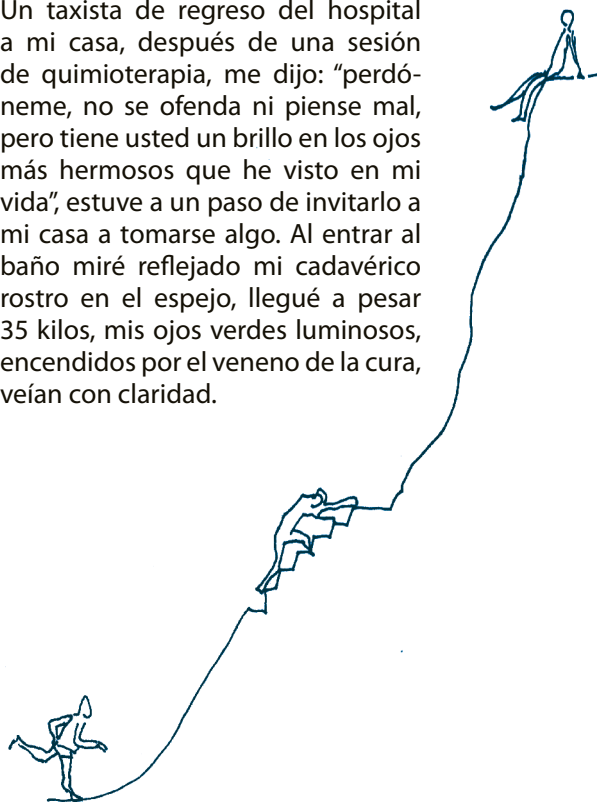 Un taxista de regreso del hospital
a mi casa, después de una sesión
de quimioterapia, me dijo: “perdó-
neme, no se ofenda ni piense mal,
pero tiene usted un brillo en los ojos
más hermosos que he visto en mi
vida”, estuve a un paso de invitarlo a
mi casa a tomarse algo. Al entrar al
baño miré reflejado mi cadavérico
rostro en el espejo, llegué a pesar
35 kilos, mis ojos verdes luminosos,
encendidos por el veneno de la cura,
veían con claridad.